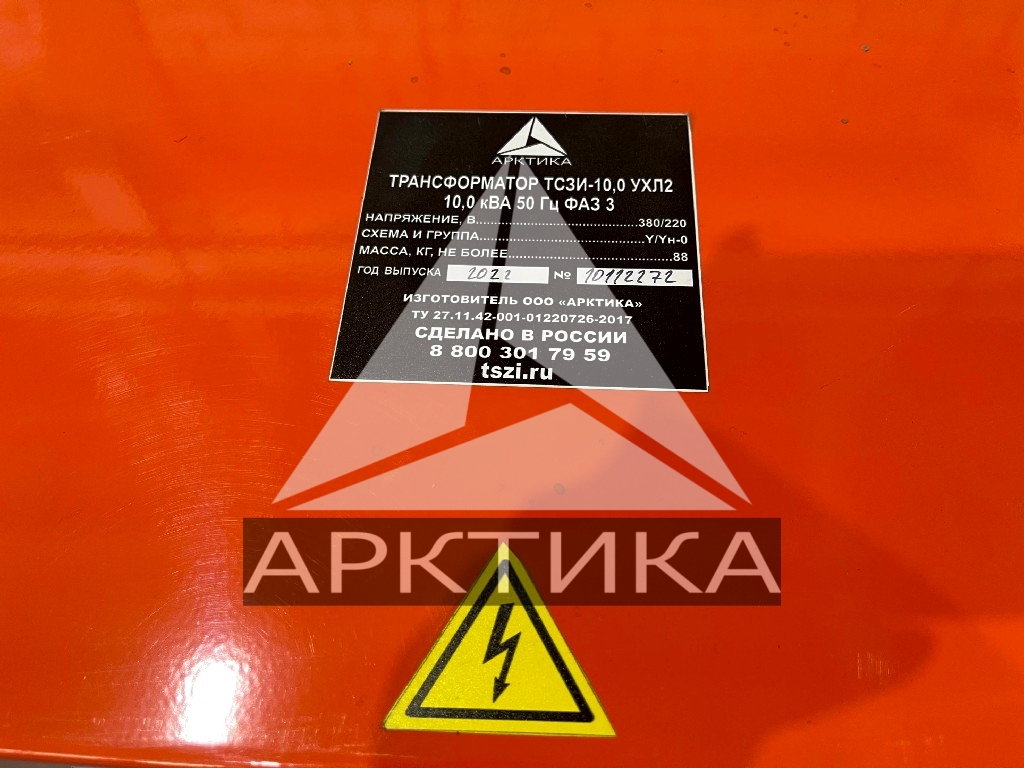 АРКТИКА
ТРАНСФОРМАТОР ТСЗИ-10,0 УХЛ2
10,0 кВА 50 Гц ФАЗ 3
НАПРЯЖЕНИЕ, В..........380/220
СХЕМА И ГРУППА..........Y/Yн-0
МАССА, КГ, НЕ БОЛЕЕ..........88
ГОД ВЫПУСКА 2022 № 10112272
ИЗГОТОВИТЕЛЬ ООО «АРКТИКА»
ТУ 27.11.42-001-01220726-2017
СДЕЛАНО В РОССИИ
8 800 301 79 59
tszi.ru
АРКТИКА